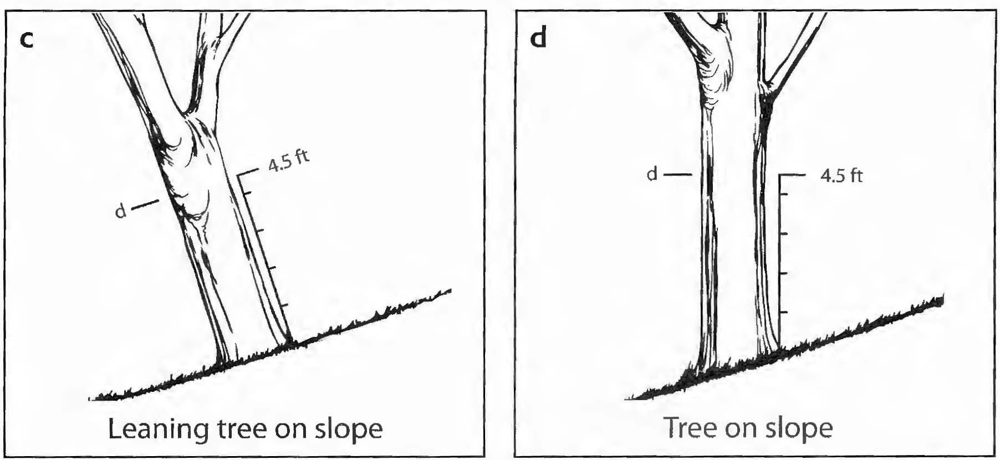 c
4.5 ft
d
Leaning tree on slope
d
d
4.5 ft
Tree on slope